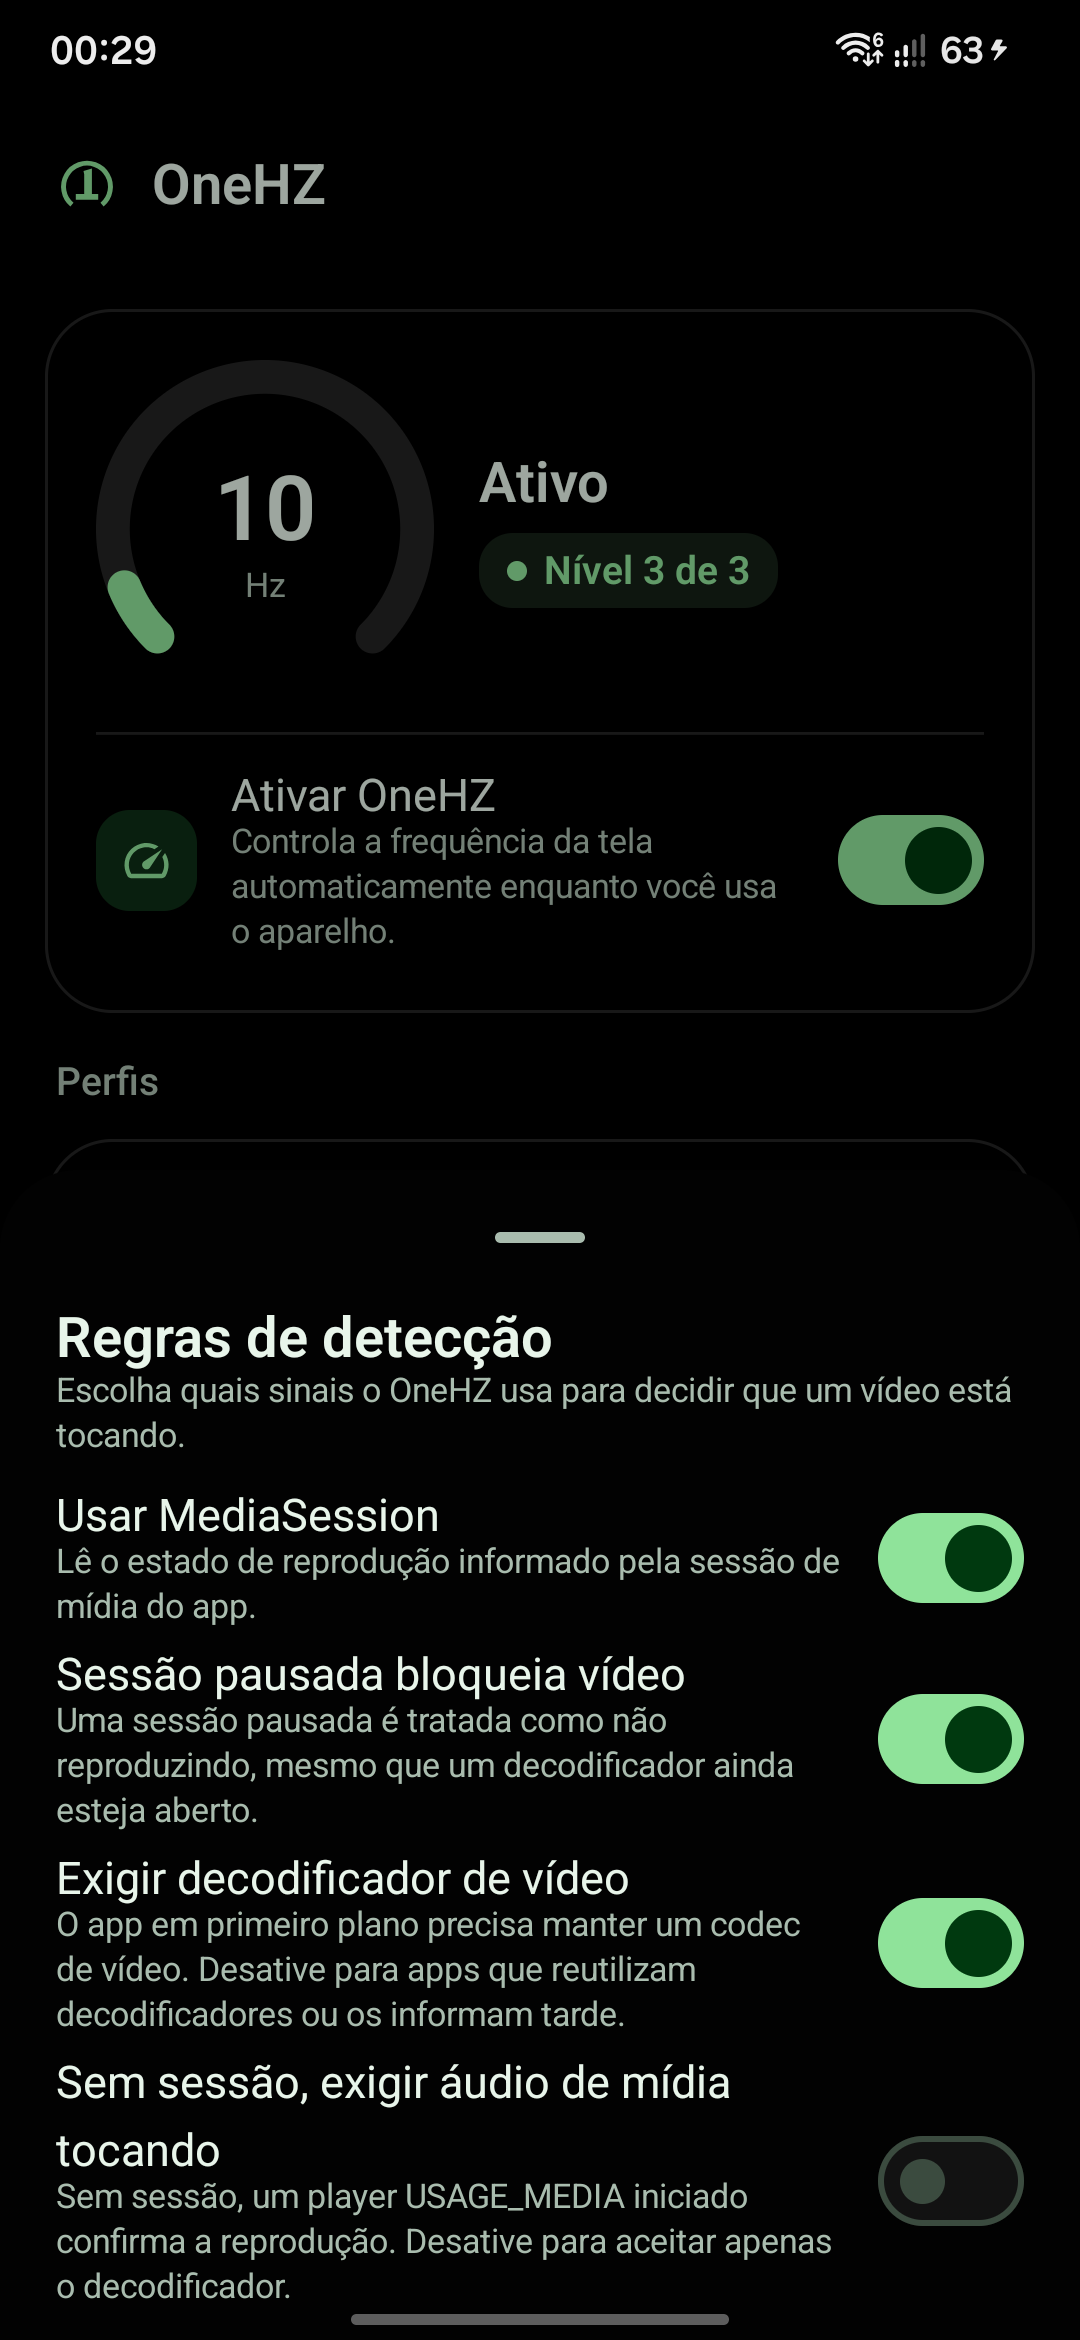 00:29
6
63
1 OneHZ
10
Hz
Ativo
Nível 3 de 3
Ativar OneHZ
Controla a frequência da tela
automaticamente enquanto você usa
o aparelho.
Perfis
Regras de detecção
Escolha quais sinais o OneHZ usa para decidir que um vídeo está
tocando.
Usar MediaSession
Lê o estado de reprodução informado pela sessão de
mídia do app.
Sessão pausada bloqueia vídeo
Uma sessão pausada é tratada como não
reproduzindo, mesmo que um decodificador ainda
esteja aberto.
Exigir decodificador de vídeo
O app em primeiro plano precisa manter um codec
de vídeo. Desative para apps que reutilizam
decodificadores ou os informam tarde.
Sem sessão, exigir áudio de mídia
tocando
Sem sessão, um player USAGE_MEDIA iniciado
confirma a reprodução. Desative para aceitar apenas
o decodificador.